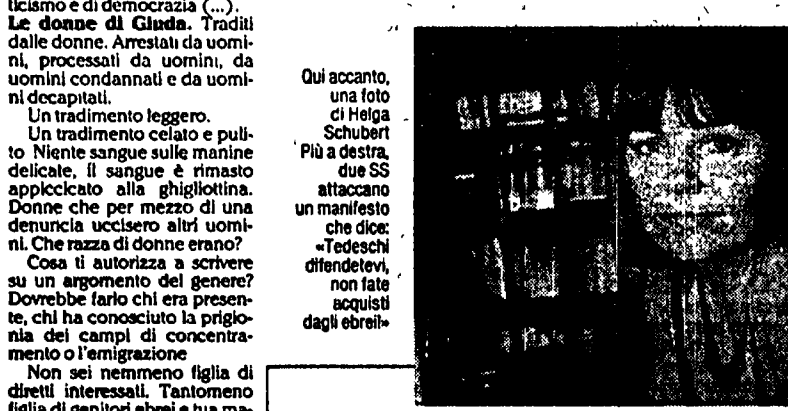 ticismo e di democrazia (...).
Le donne di Giuda. Traditi
dalle donne. Arrestati da uomi-
ni, processati da uomini, da
uomini condannati e da uomi-
ni decapitati.
Un tradimento leggero.
Un tradimento celato e puli-
to Niente sangue sulle manine
delicate, il sangue è rimasto
appiccicato alla ghigliottina.
Donne che per mezzo di una
denuncia uccisero altri uomi-
ni. Che razza di donne erano?
Cosa ti autorizza a scrivere
su un argomento del genere?
Dovrebbe farlo chi era presen-
te, chi ha conosciuto la prigio-
nia dei campi di concentra-
mento o l'emigrazione
Non sei nemmeno figlia di
diretti interessati. Tantomeno
figlia di genitori ebrei e tua ma-
Qui accanto,
una foto
di Helga
Schubert
Più a destra,
due SS
attaccano
un manifesto
che dice:
«Tedeschi
difendetevi,
non fate
acquisti
dagli ebrei!»